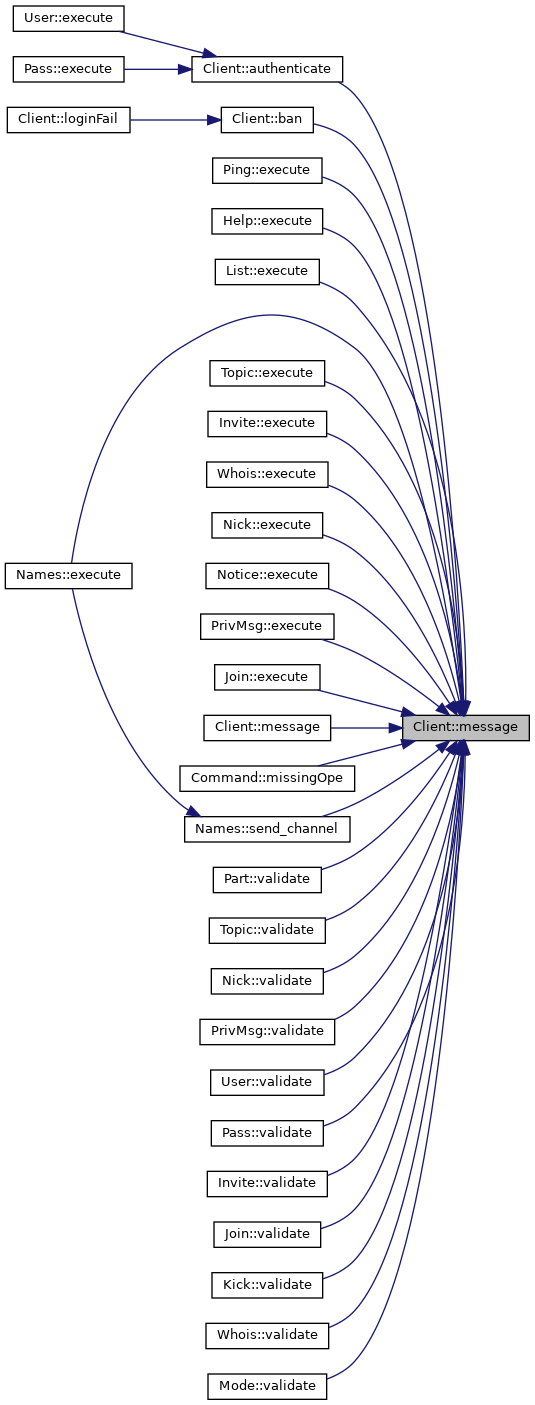 User::execute
Pass::execute
Client::authenticate
Client::loginFail
Client::ban
Ping::execute
Help::execute
List::execute
Topic::execute
Invite::execute
Whois::execute
Nick::execute
Names::execute
Notice::execute
PrivMsg::execute
Join::execute
Client::message
Client::message
Command::missingOpe
Names::send_channel
Part::validate
Topic::validate
Nick::validate
PrivMsg::validate
User::validate
Pass::validate
Invite::validate
Join::validate
Kick::validate
Whois::validate
Mode::validate